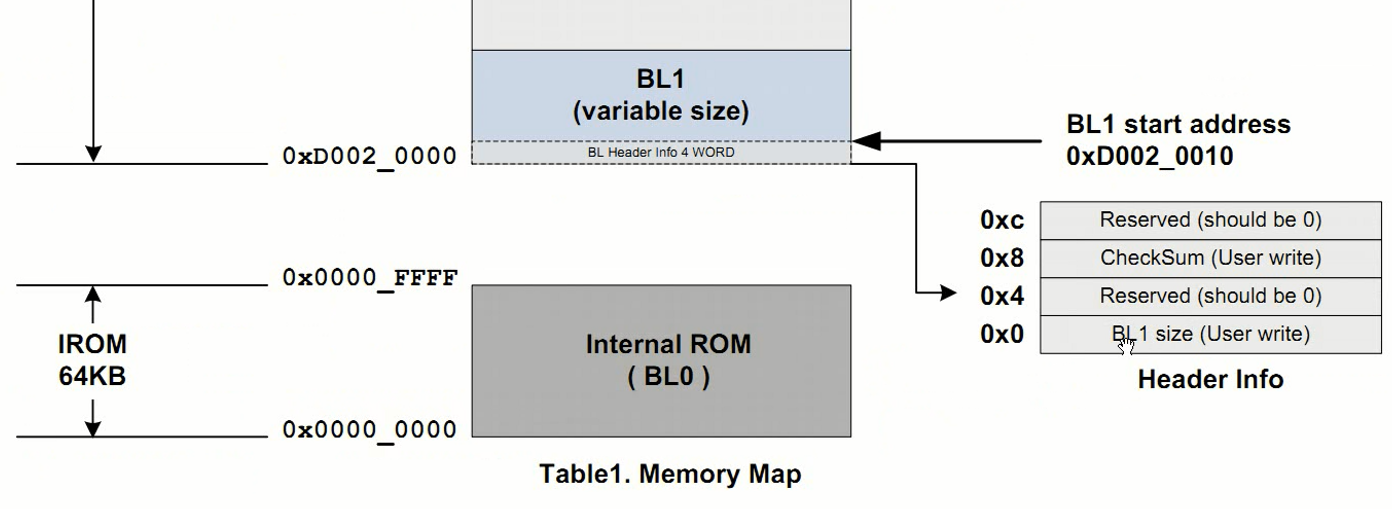 BL1
(variable size)
BL Header Info 4 WORD
0xD002_0000
BL1 start address
0xD002_0010
0xc Reserved (should be 0)
0x8 CheckSum (User write)
0x4 Reserved (should be 0)
0x0 BL1 size (User write)
Header Info
0x0000_FFFF
IROM
64KB
Internal ROM
( BL0 )
0x0000_0000
Table1. Memory Map